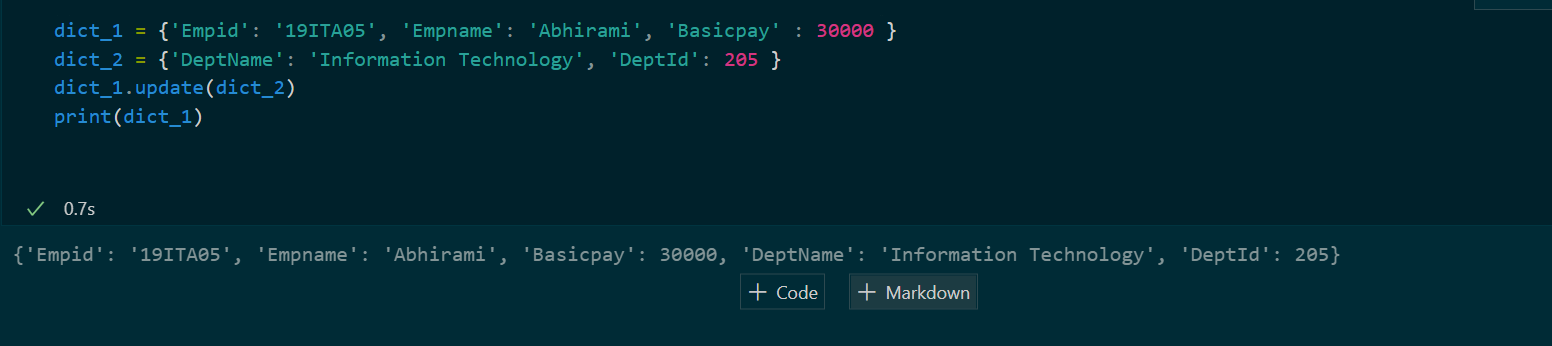 dict_1 = {'Empid': '19ITA05', 'Empname': 'Abhirami', 'Basicpay' : 30000 }
dict_2 = {'DeptName': 'Information Technology', 'DeptId': 205 }
dict_1.update(dict_2)
print(dict_1)
0.7s
{'Empid': '19ITA05', 'Empname': 'Abhirami', 'Basicpay': 30000, 'DeptName': 'Information Technology', 'DeptId': 205}
+ Code + Markdown